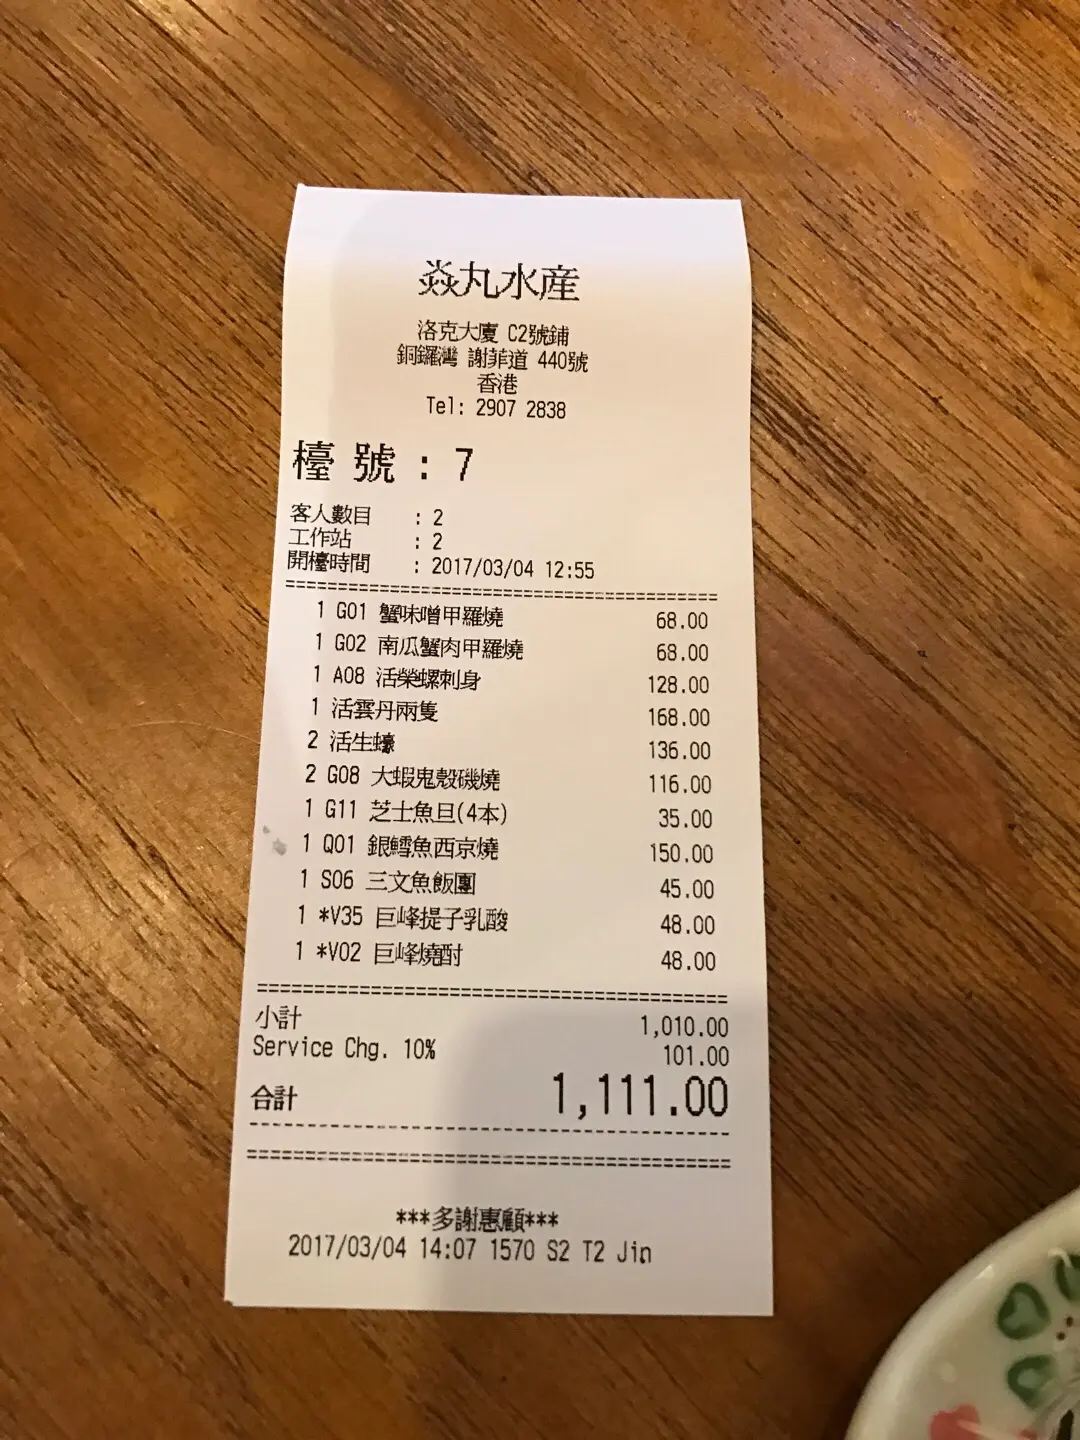 焱丸水産
洛克大廈 C2號鋪
銅鑼灣 謝菲道 440號
香港
Tel: 2907 2838
檯 號 : 7
客人數目 : 2
工作站 : 2
開檯時間 : 2017/03/04 12:55
1 G01 蟹味噌甲羅燒 68.00
1 G02 南瓜蟹肉甲羅燒 68.00
1 A08 活榮螺刺身 128.00
1 活雲丹兩隻 168.00
2 活生蠔 136.00
2 G08 大蝦鬼殼磯燒 116.00
1 G11 芝士魚旦(4本) 35.00
1 Q01 銀鱈魚西京燒 150.00
1 S06 三文魚飯團 45.00
1 *V35 巨峰提子乳酸 48.00
1 *V02 巨峰燒酎 48.00
小計 1,010.00
Service Chg. 10% 101.00
合計 1,111.00
***多謝惠顧***
2017/03/04 14:07 1570 S2 T2 Jin